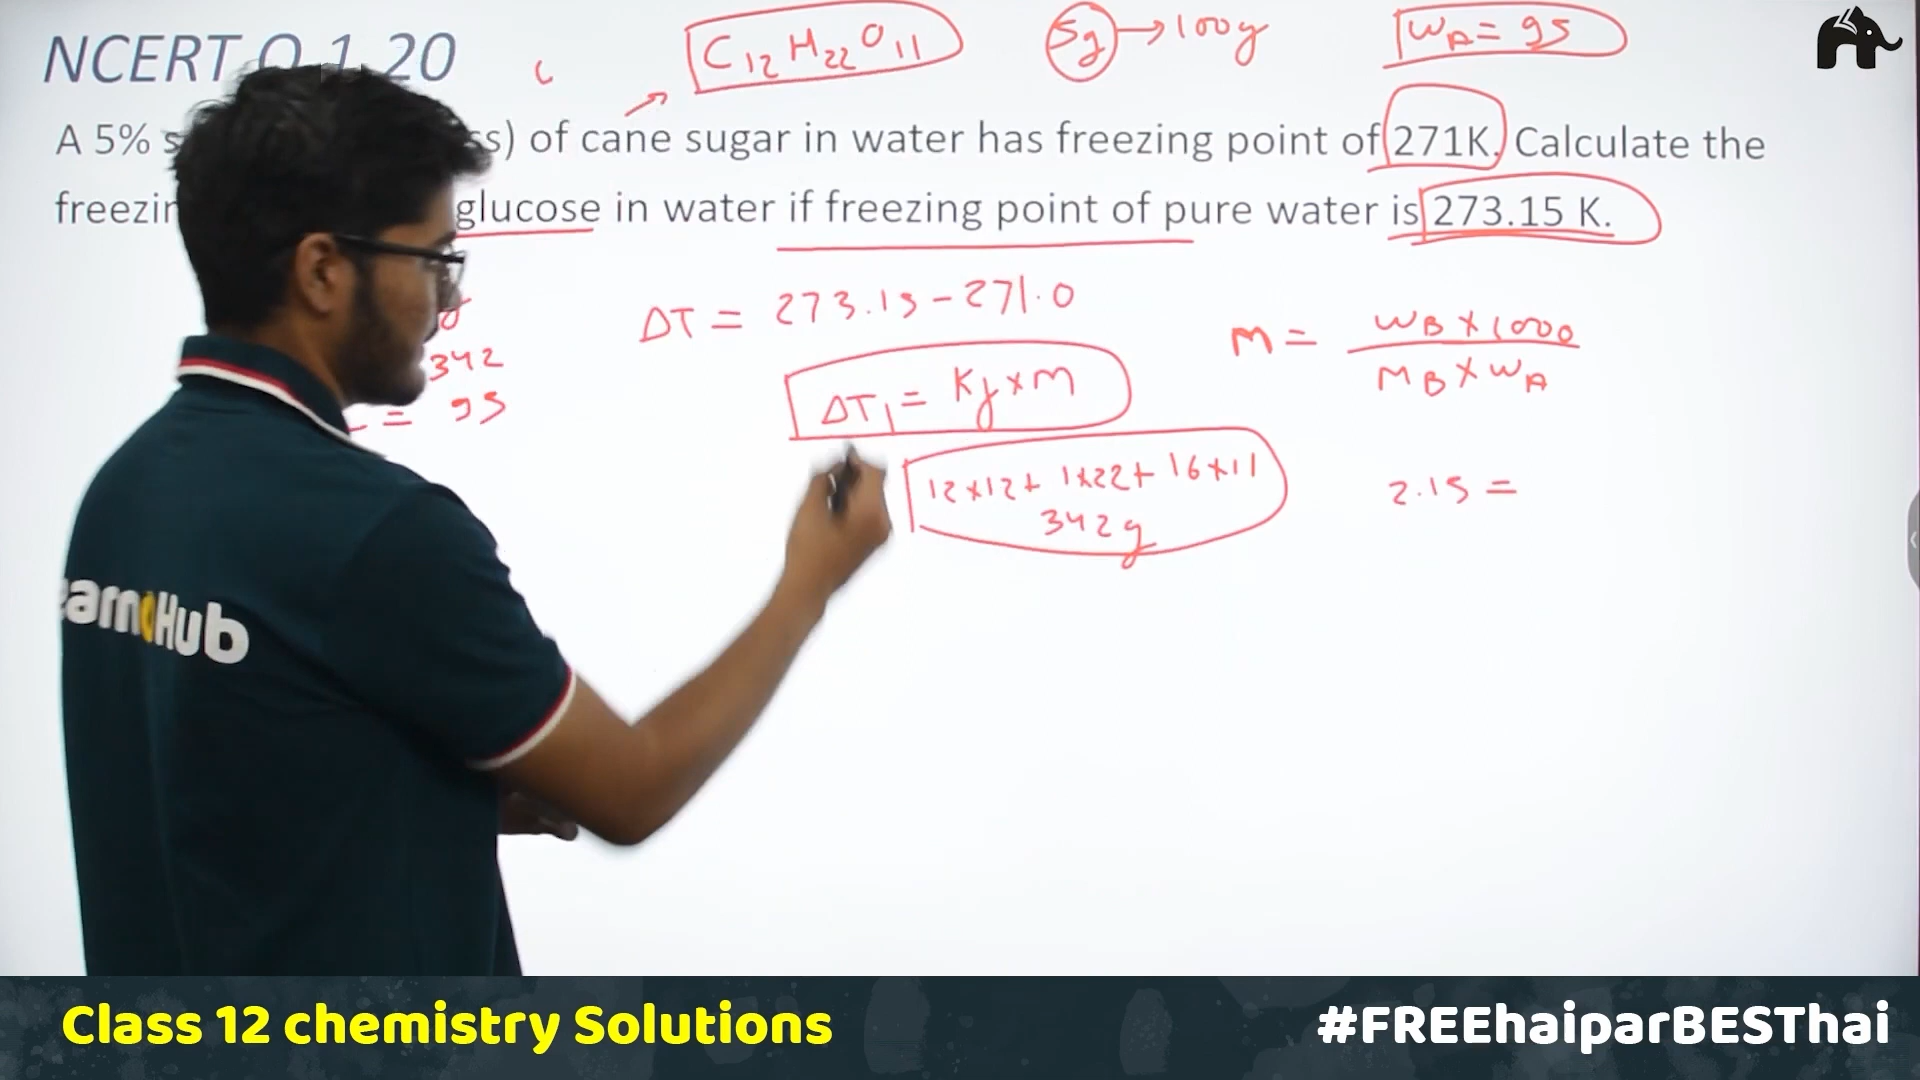 NCERT Q 1.20
C12H22O11
5g → 100g
WA = 95
A 5% s ss) of cane sugar in water has freezing point of 271K. Calculate the
freezin glucose in water if freezing point of pure water is 273.15 K.
342
= 95
ΔT = 273.15 - 271.0
ΔT1 = Kf × m
12×12 + 1×22 + 16×11
342g
m = WB × 1000
MB × WA
2.15 =
earnoHub
Class 12 chemistry Solutions
#FREEhaiparBESThai